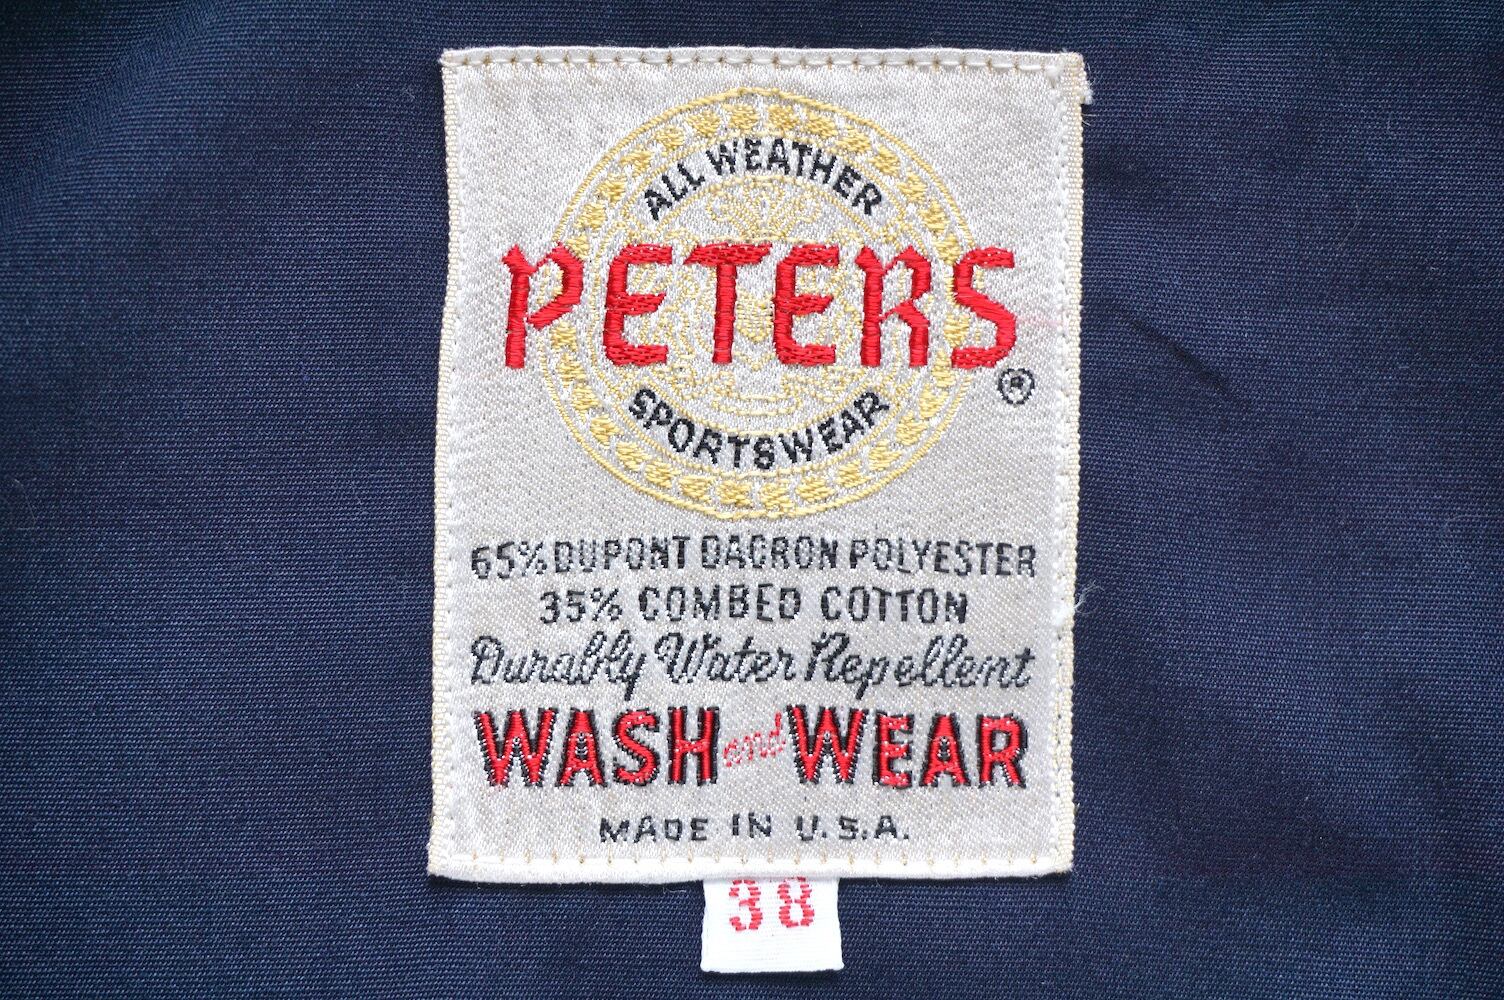 ALL WEATHER
PETERS
®
SPORTSWEAR
65% DUPONT DACRON POLYESTER
35% COMBED COTTON
Durably Water Repellent
WASH and WEAR
MADE IN U.S.A.
38